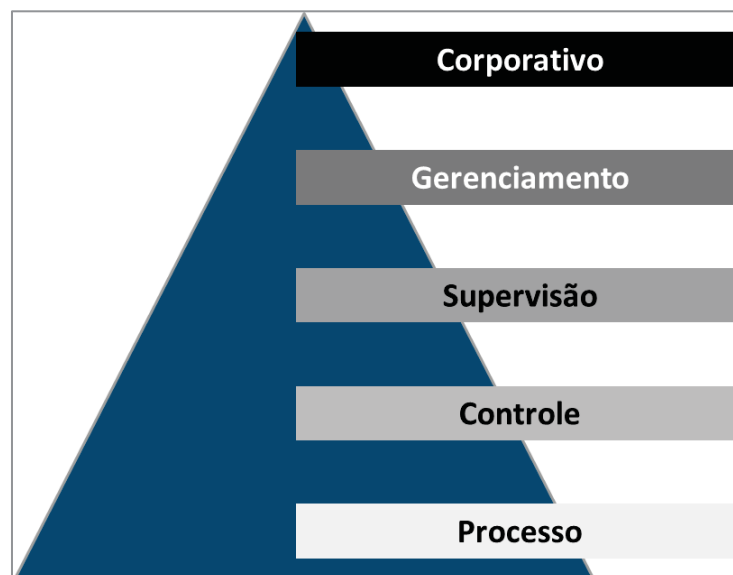 Corporativo
Gerenciamento
Supervisão
Controle
Processo